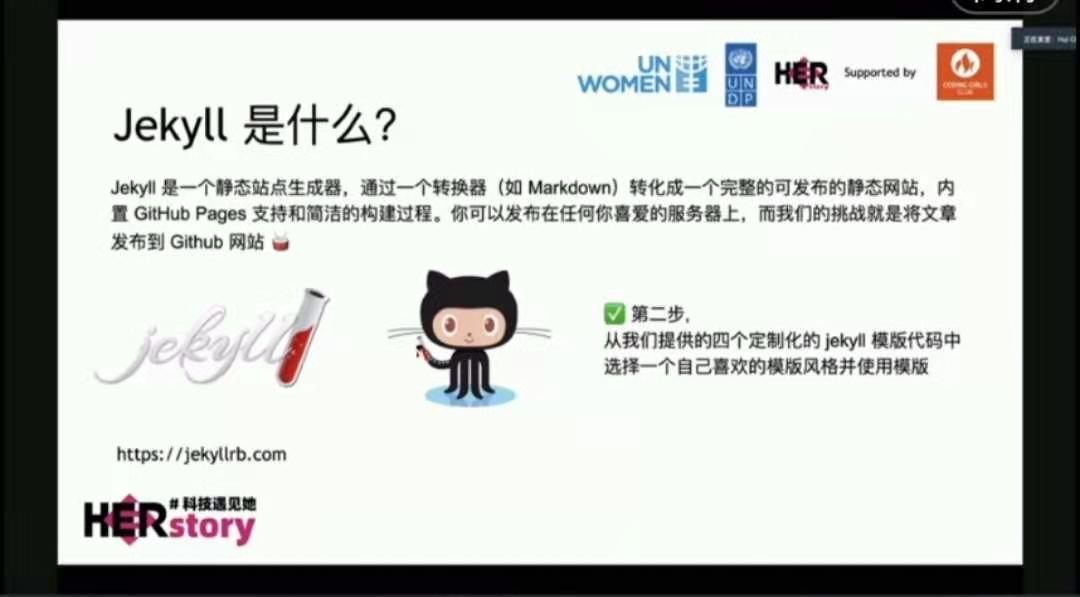 UN
WOMEN
U N
D P
HER
story
Supported by
CODING GIRLS
CLUB
Jekyll 是什么?
Jekyll 是一个静态站点生成器，通过一个转换器（如 Markdown）转化成一个完整的可发布的静态网站，内
置 GitHub Pages 支持和简洁的构建过程。你可以发布在任何你喜爱的服务器上，而我们的挑战就是将文章
发布到 Github 网站
jekyll
第二步,
从我们提供的四个定制化的 jekyll 模版代码中
选择一个自己喜欢的模版风格并使用模版
https://jekyllrb.com
# 科技遇见她
HERstory